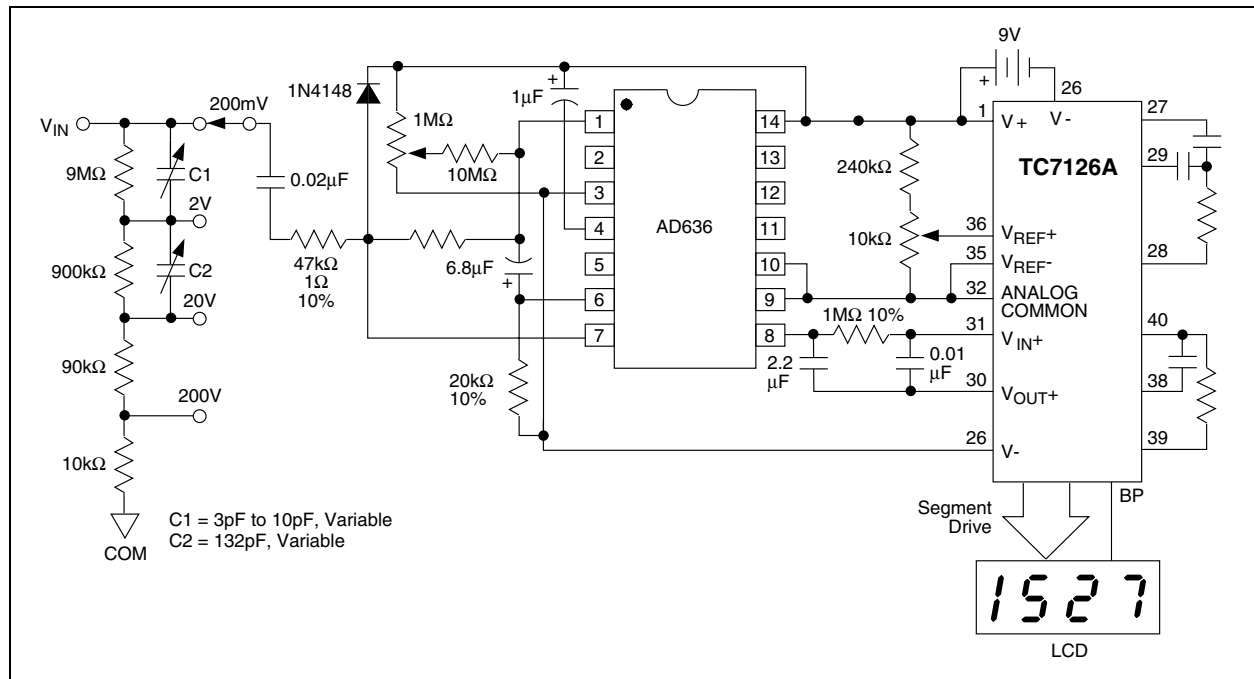 9V
+
26
1N4148
+
1µF
1
V+
V-
27
V_IN
200mV
1
14
1MΩ
TC7126A
29
9MΩ
C1
0.02µF
10MΩ
2
13
240kΩ
2V
3
12
36
V_REF+
4
AD636
11
10kΩ
35
V_REF-
28
900kΩ
C2
47kΩ
1Ω
10%
6.8µF
+
5
10
32
ANALOG
COMMON
20V
6
9
1MΩ 10%
31
V_IN+
40
7
8
2.2
µF
0.01
µF
90kΩ
20kΩ
10%
30
V_OUT+
38
200V
26
V-
39
10kΩ
COM
C1 = 3pF to 10pF, Variable
C2 = 132pF, Variable
Segment
Drive
BP
1527
LCD